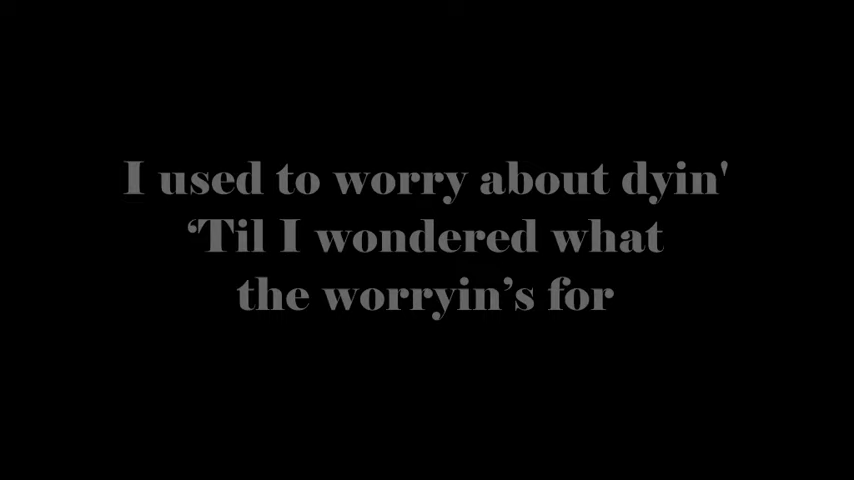 I used to worry about dyin'
‘Til I wondered what
the worryin’s for